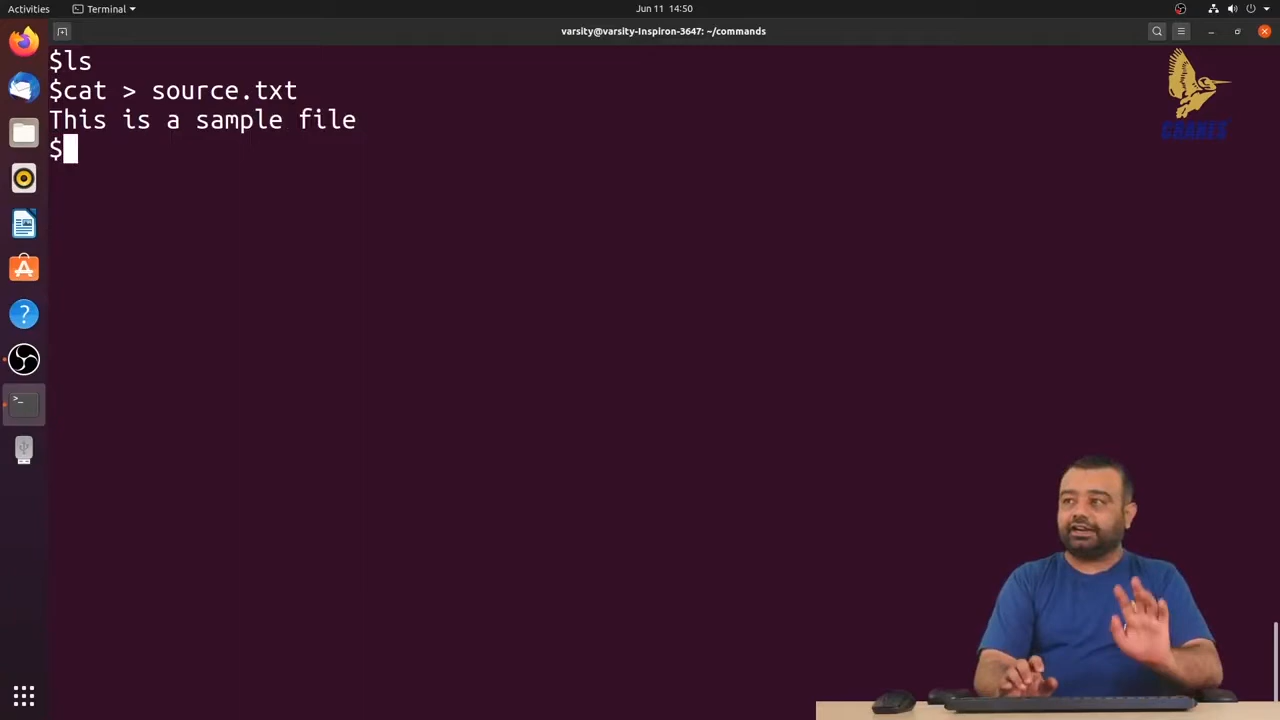 Activities
Terminal
Jun 11 14:50
varsity@varsity-Inspiron-3647: ~/commands
$ls
$cat > source.txt
This is a sample file
$